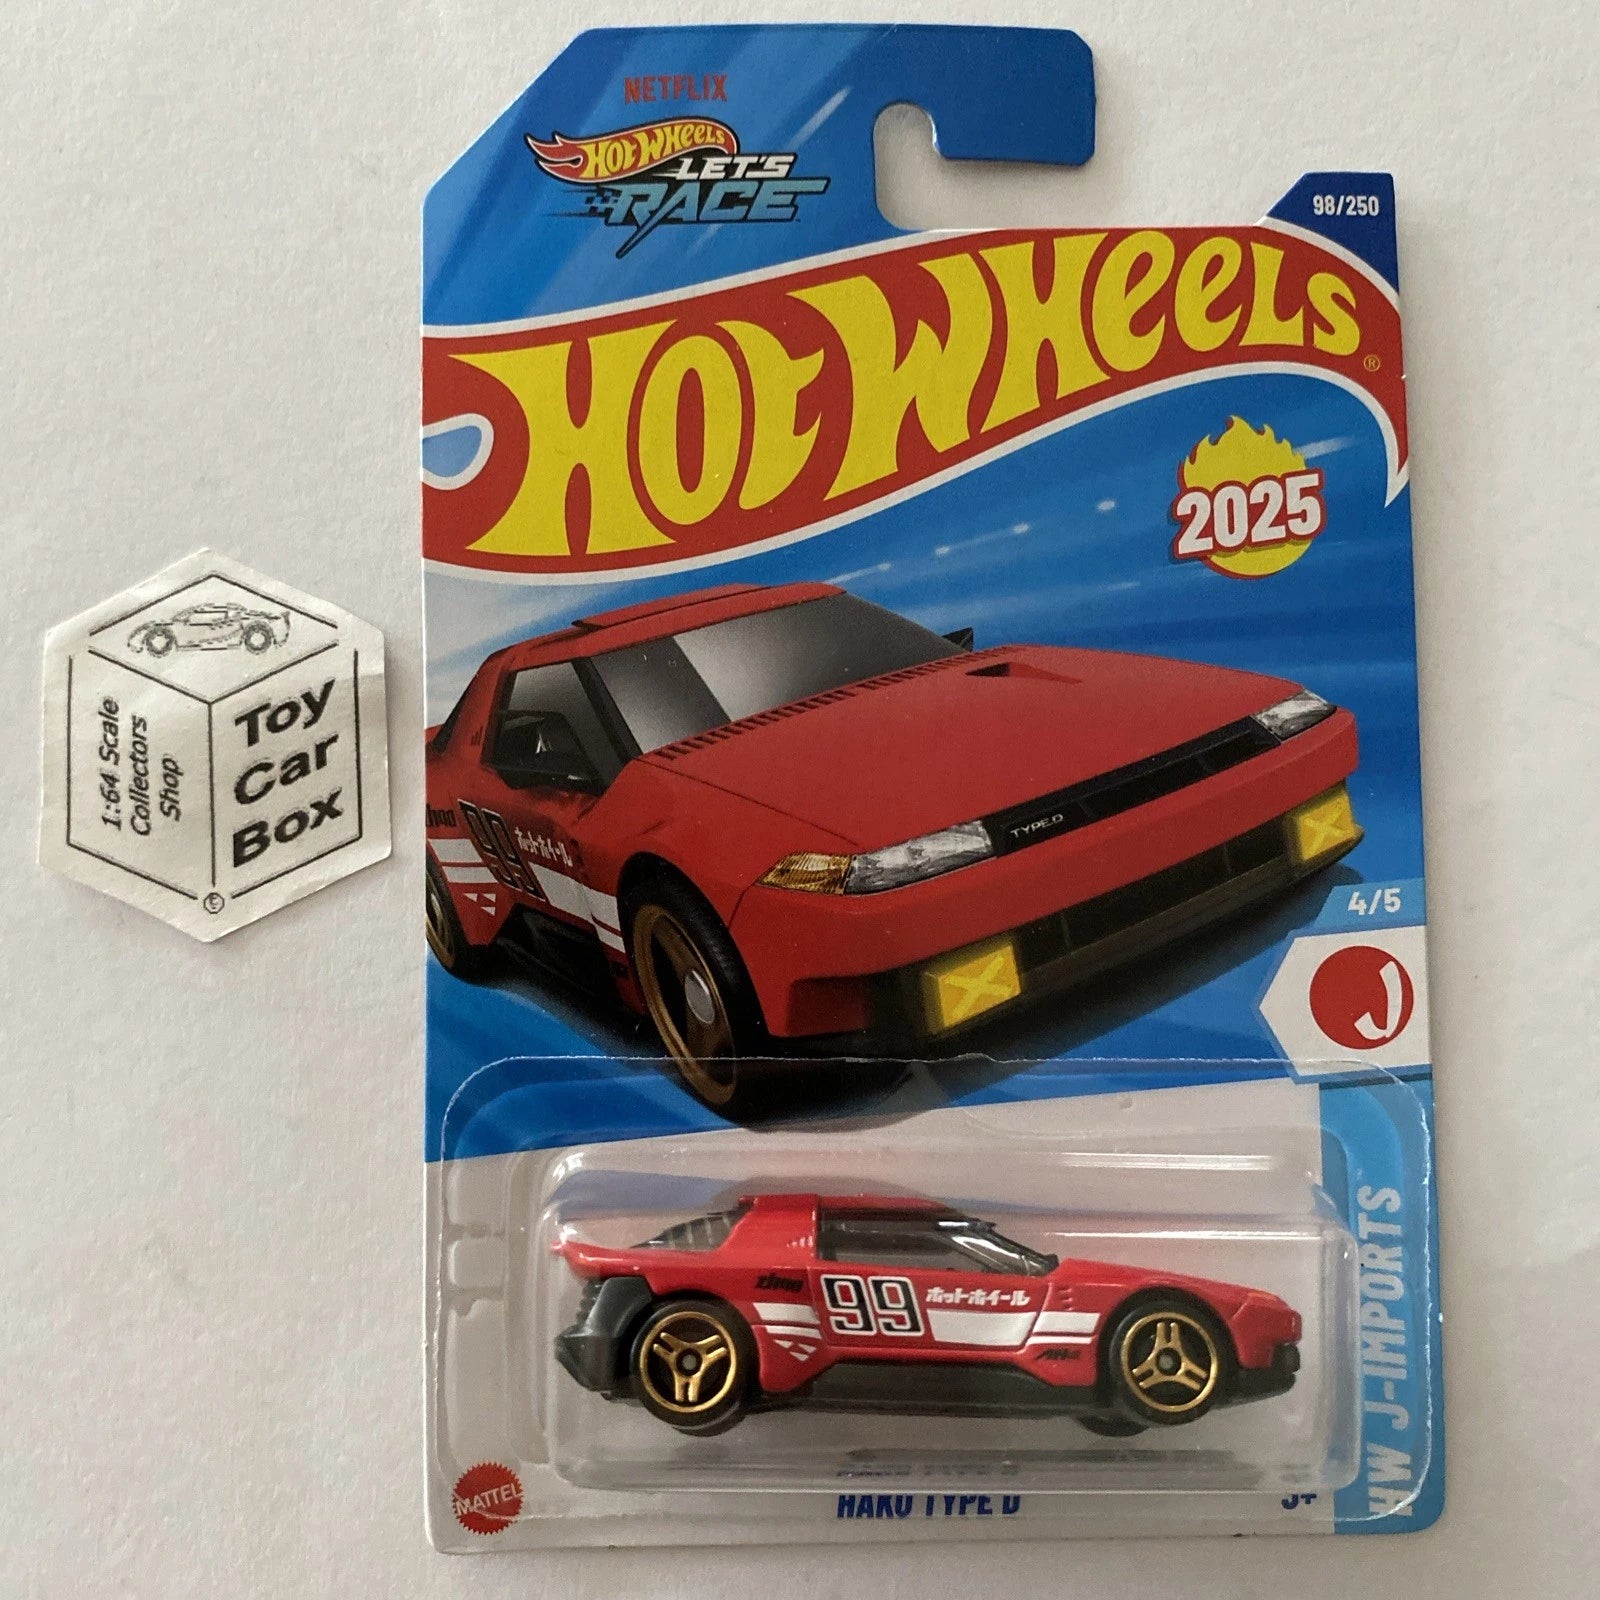 NETFLIX
HOT WHEELS
LET'S
RACE
98/250
HOT WHEELS
®
2025
TYPE.D
99 ホットホイール
4/5
J
1:64 Scale
Collectors
Shop
Toy
Car
Box
99
ホットホイール
HW J-IMPORTS
MATTEL
HAKO TYPE D
3+